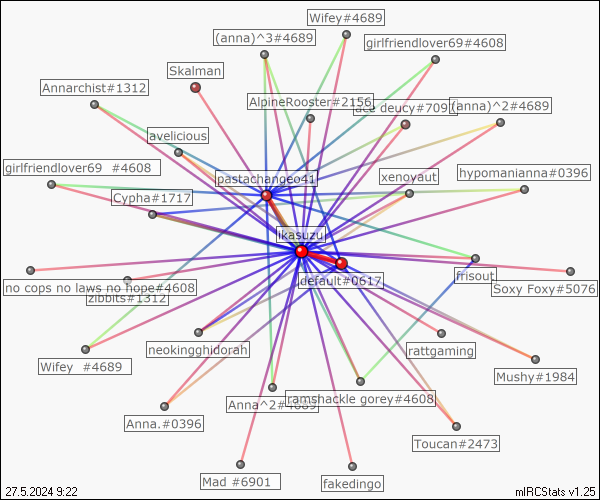 Wifey#4689
(anna)^3#4689
girlfriendlover69#4608
Skalman
Annarchist#1312
AlpineRooster#2156
ace deucy#709
(anna)^2#4689
avelicious
girlfriendlover69 #4608
pastachangeo41
xenoyaut
hypomanianna#0396
Cypha#1717
ikasuzu
default#0617
frisout
no cops no laws no hope#4608
zibbits#1312
Soxy Foxy#5076
neokingghidorah
rattgaming
Wifey #4689
Mushy#1984
Anna^2#4689
ramshackle gorey#4608
Anna.#0396
Toucan#2473
Mad #6901
fakedingo
27.5.2024 9:22
mIRCStats v1.25